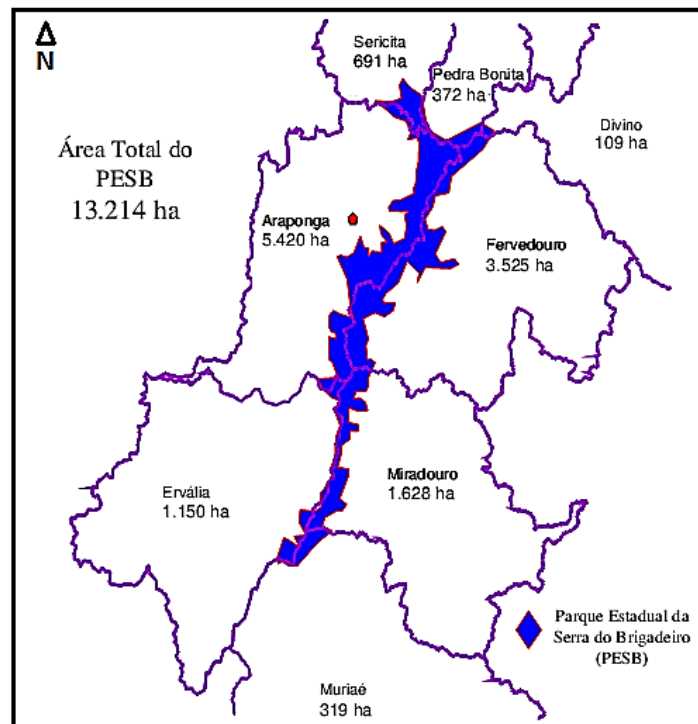 N
Sericita
691 ha
Pedra Bonita
372 ha
Divino
109 ha
Área Total do
PESB
13.214 ha
Araponga
5.420 ha
Fervedouro
3.525 ha
Ervália
1.150 ha
Miradouro
1.628 ha
Parque Estadual da
Serra do Brigadeiro
(PESB)
Muriaé
319 ha